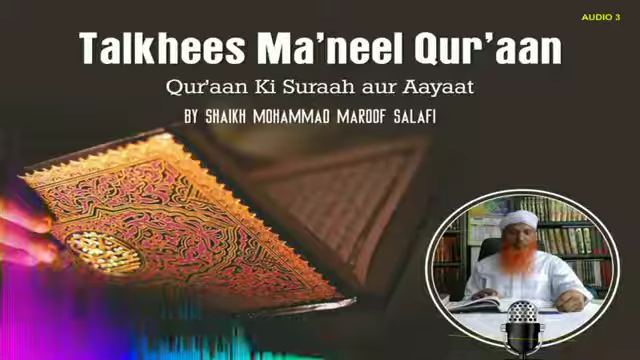 AUDIO 3
Talkhees Ma'neel Qur'aan
Qur'aan Ki Suraah aur Aayaat
BY SHAIKH MOHAMMAD MAROOF SALAFI